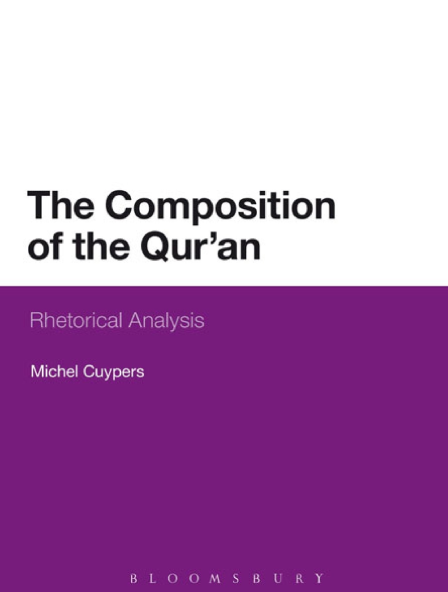 The Composition
of the Qur’an
Rhetorical Analysis
Michel Cuypers
BLOOMSBURY